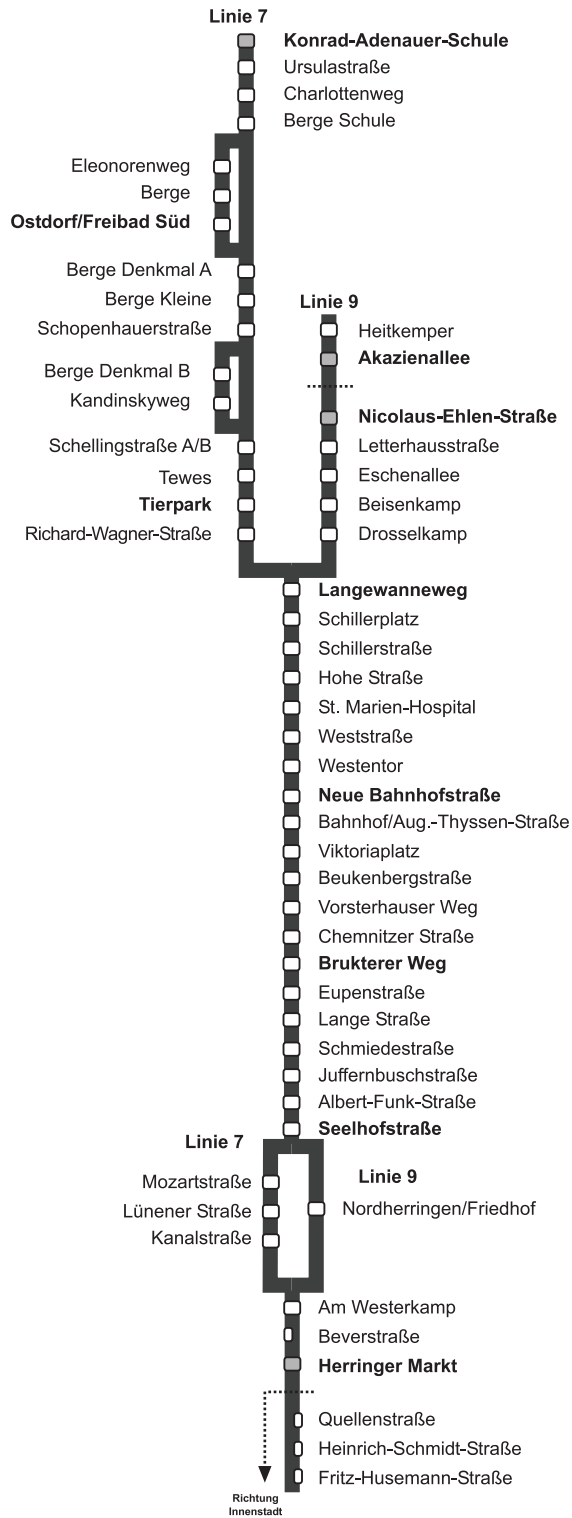 Linie 7
Konrad-Adenauer-Schule
Ursulastraße
Charlottenweg
Berge Schule
Eleonorenweg
Berge
Ostdorf/Freibad Süd
Berge Denkmal A
Berge Kleine
Schopenhauerstraße
Berge Denkmal B
Kandinskyweg
Schellingstraße A/B
Tewes
Tierpark
Richard-Wagner-Straße
Linie 9
Heitkemper
Akazienallee
Nicolaus-Ehlen-Straße
Letterhausstraße
Eschenallee
Beisenkamp
Drosselkamp
Langewanneweg
Schillerplatz
Schillerstraße
Hohe Straße
St. Marien-Hospital
Weststraße
Westentor
Neue Bahnhofstraße
Bahnhof/Aug.-Thyssen-Straße
Viktoriaplatz
Beukenbergstraße
Vorsterhauser Weg
Chemnitzer Straße
Brukterer Weg
Eupenstraße
Lange Straße
Schmiedestraße
Juffernbuschstraße
Albert-Funk-Straße
Seelhofstraße
Linie 7
Mozartstraße
Lünener Straße
Kanalstraße
Linie 9
Nordherringen/Friedhof
Am Westerkamp
Beverstraße
Herringer Markt
Quellenstraße
Heinrich-Schmidt-Straße
Fritz-Husemann-Straße
Richtung
Innenstadt